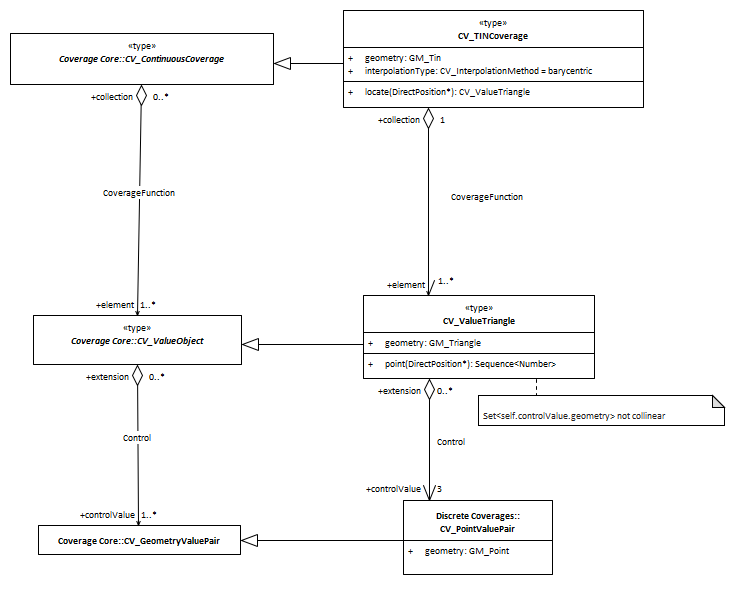 «type»
Coverage Core::CV_ContinuousCoverage
«type»
CV_TINCoverage
+ geometry: GM_Tin
+ interpolationType: CV_InterpolationMethod = barycentric
+ locate(DirectPosition*): CV_ValueTriangle
+collection 0..*
+collection 1
CoverageFunction
CoverageFunction
+element 1..*
+element 1..*
«type»
Coverage Core::CV_ValueObject
«type»
CV_ValueTriangle
+ geometry: GM_Triangle
+ point(DirectPosition*): Sequence<Number>
+extension 0..*
+extension 0..*
Set<self.controlValue.geometry> not collinear
Control
Control
+controlValue 1..*
+controlValue 3
Coverage Core::CV_GeometryValuePair
Discrete Coverages::
CV_PointValuePair
+ geometry: GM_Point